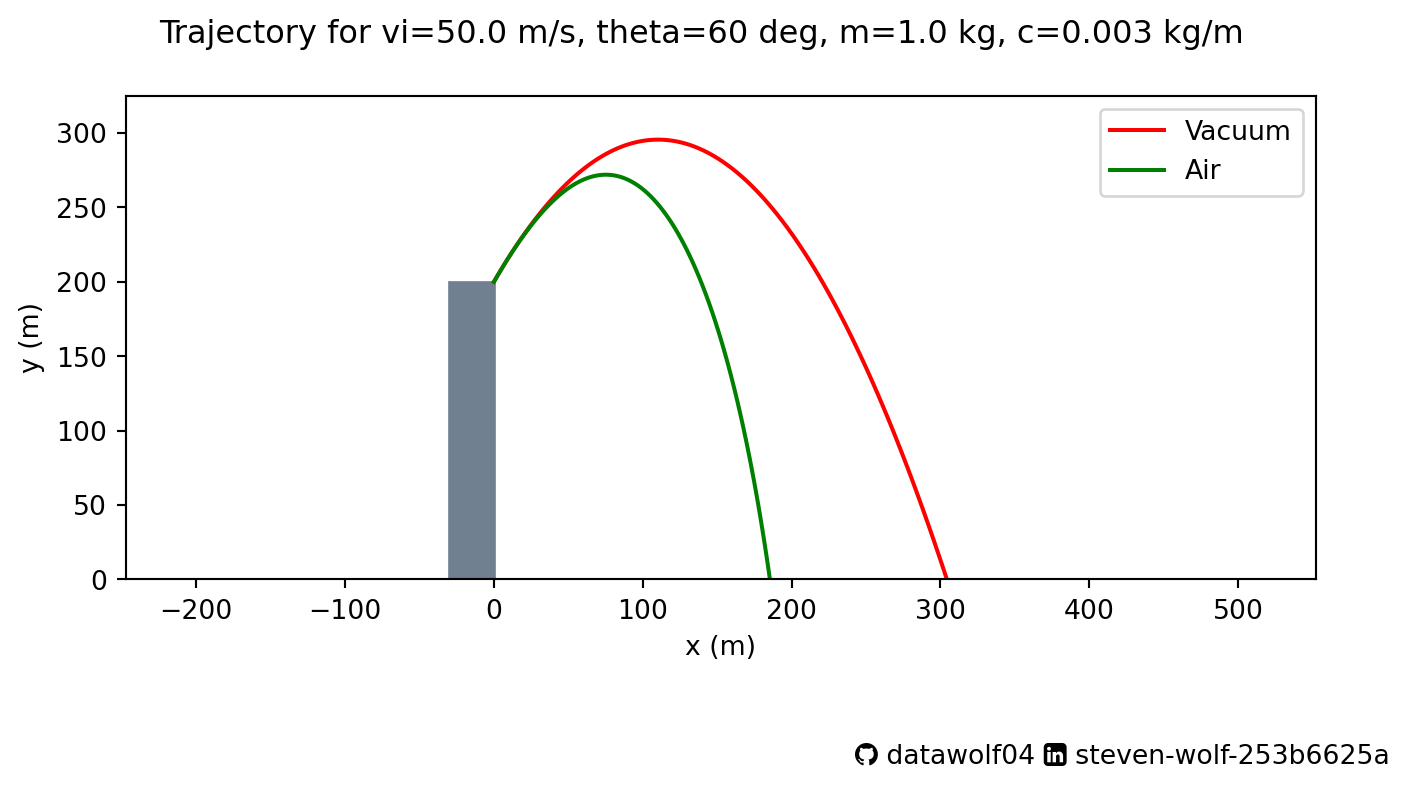 Trajectory for vi=50.0 m/s, theta=60 deg, m=1.0 kg, c=0.003 kg/m
Vacuum
Air
y (m)
300
250
200
150
100
50
0
−200 −100 0 100 200 300 400 500
x (m)
datawolf04 steven-wolf-253b6625a